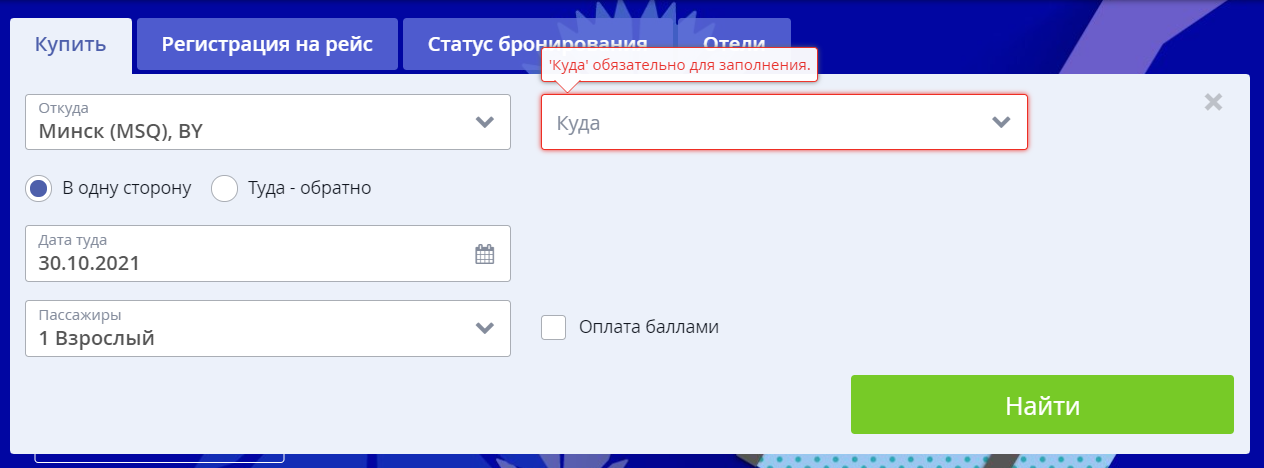 Купить
Регистрация на рейс
Статус бронирования
Отели
'Куда' обязательно для заполнения.
Откуда
Минск (MSQ), BY
Куда
В одну сторону
Туда - обратно
Дата туда
30.10.2021
Пассажиры
1 Взрослый
Оплата баллами
Найти